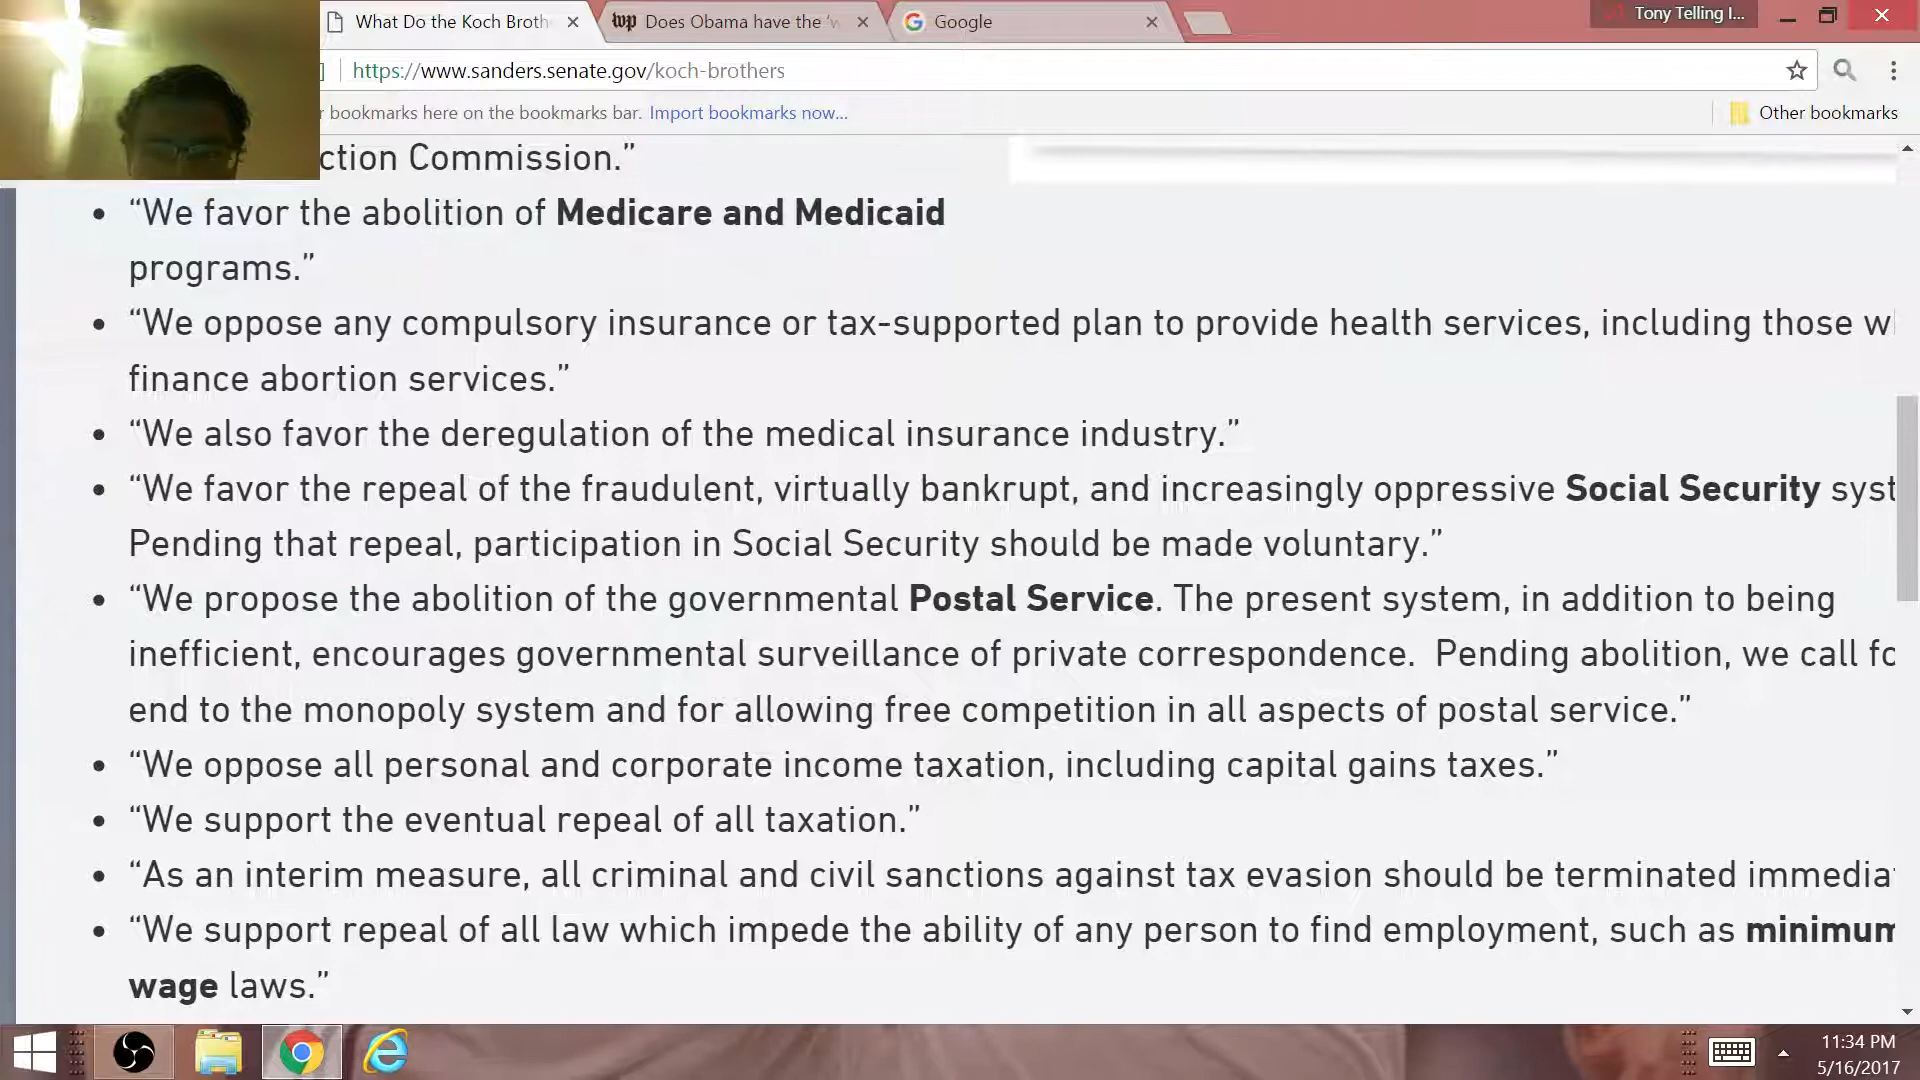 What Do the Koch Broth
Does Obama have the 'w
Google
Tony Telling I...
https://www.sanders.senate.gov/koch-brothers
r bookmarks here on the bookmarks bar. Import bookmarks now...
Other bookmarks
ction Commission.”
• “We favor the abolition of Medicare and Medicaid
programs.”
• “We oppose any compulsory insurance or tax-supported plan to provide health services, including those w
finance abortion services.”
• “We also favor the deregulation of the medical insurance industry.”
• “We favor the repeal of the fraudulent, virtually bankrupt, and increasingly oppressive Social Security syst
Pending that repeal, participation in Social Security should be made voluntary.”
• “We propose the abolition of the governmental Postal Service. The present system, in addition to being
inefficient, encourages governmental surveillance of private correspondence.  Pending abolition, we call fo
end to the monopoly system and for allowing free competition in all aspects of postal service.”
• “We oppose all personal and corporate income taxation, including capital gains taxes.”
• “We support the eventual repeal of all taxation.”
• “As an interim measure, all criminal and civil sanctions against tax evasion should be terminated immediat
• “We support repeal of all law which impede the ability of any person to find employment, such as minimum
wage laws.”
11:34 PM
5/16/2017